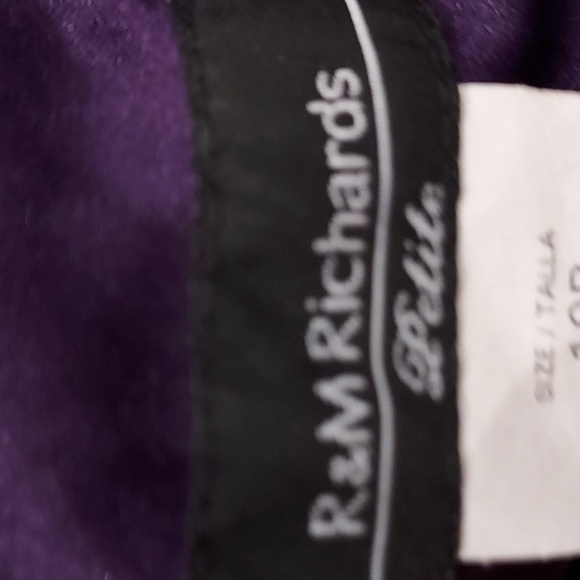 R&M Richards
Petite
SIZE / TALLA